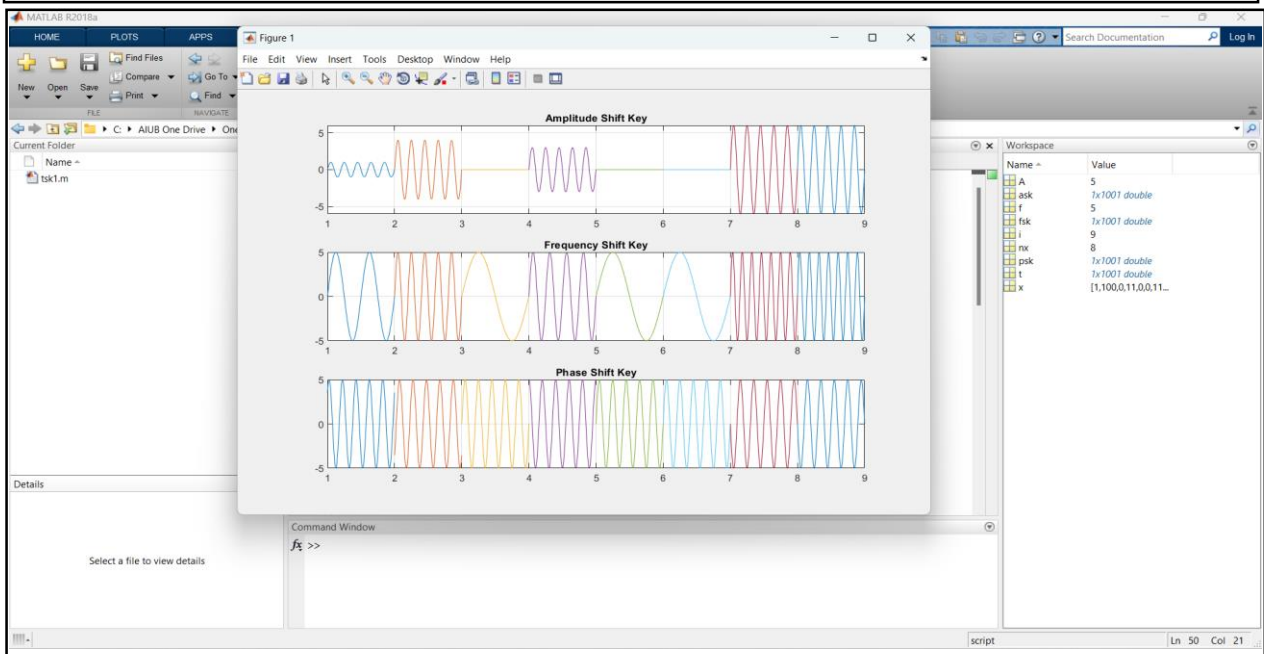 MATLAB R2018a
HOME PLOTS APPS
Search Documentation Log In
New Open Save
Find Files
Compare
Print
Go To
Find
FILE NAVIGATE
C: ▸ AIUB One Drive ▸ One
Current Folder
Name
tsk1.m
Details
Select a file to view details
Figure 1
File Edit View Insert Tools Desktop Window Help
Amplitude Shift Key
5
0
-5
1 2 3 4 5 6 7 8 9
Frequency Shift Key
5
0
-5
1 2 3 4 5 6 7 8 9
Phase Shift Key
5
0
-5
1 2 3 4 5 6 7 8 9
Command Window
fx >>
Workspace
Name Value
A 5
ask 1x1001 double
f 5
fsk 1x1001 double
i 9
nx 8
psk 1x1001 double
t 1x1001 double
x [1,100,0,11,0,0,11...
script Ln 50 Col 21